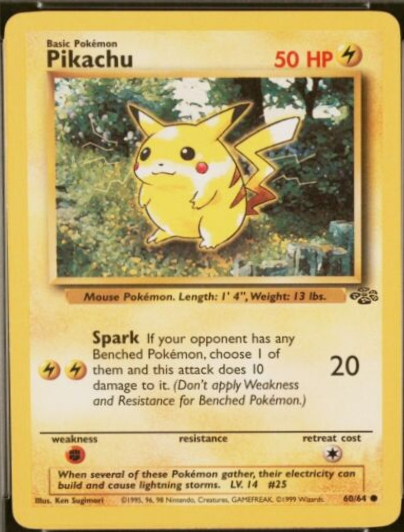 Basic Pokémon
Pikachu 50 HP
Mouse Pokémon. Length: 1' 4", Weight: 13 lbs.
Spark If your opponent has any
Benched Pokémon, choose 1 of
them and this attack does 10 20
damage to it. (Don't apply Weakness
and Resistance for Benched Pokémon.)
weakness resistance retreat cost
When several of these Pokémon gather, their electricity can
build and cause lightning storms. LV. 14 #25
Illus. Ken Sugimori ©1995, 96, 98 Nintendo, Creatures, GAMEFREAK. ©1999 Wizards. 60/64